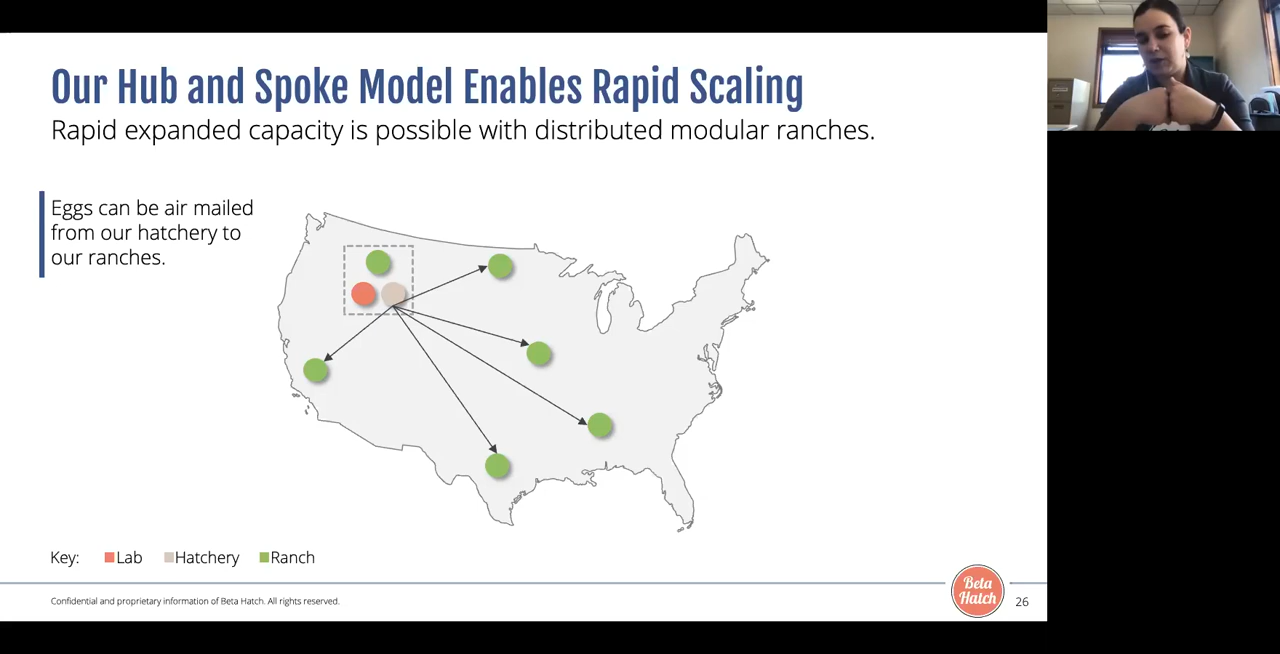 Our Hub and Spoke Model Enables Rapid Scaling
Rapid expanded capacity is possible with distributed modular ranches.
Eggs can be air mailed
from our hatchery to
our ranches.
Key: Lab Hatchery Ranch
Confidential and proprietary information of Beta Hatch. All rights reserved.
Beta
Hatch
26